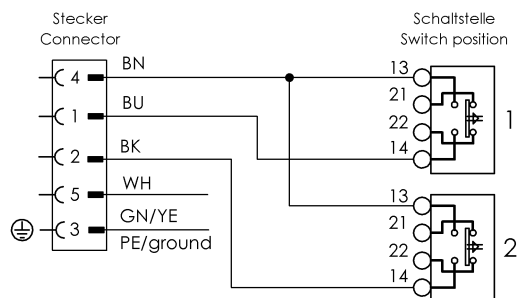 Stecker
Connector
Schaltstelle
Switch position
4 BN
1 BU
2 BK
5 WH
3 GN/YE
PE/ground
13
21
22
14
1
13
21
22
14
2